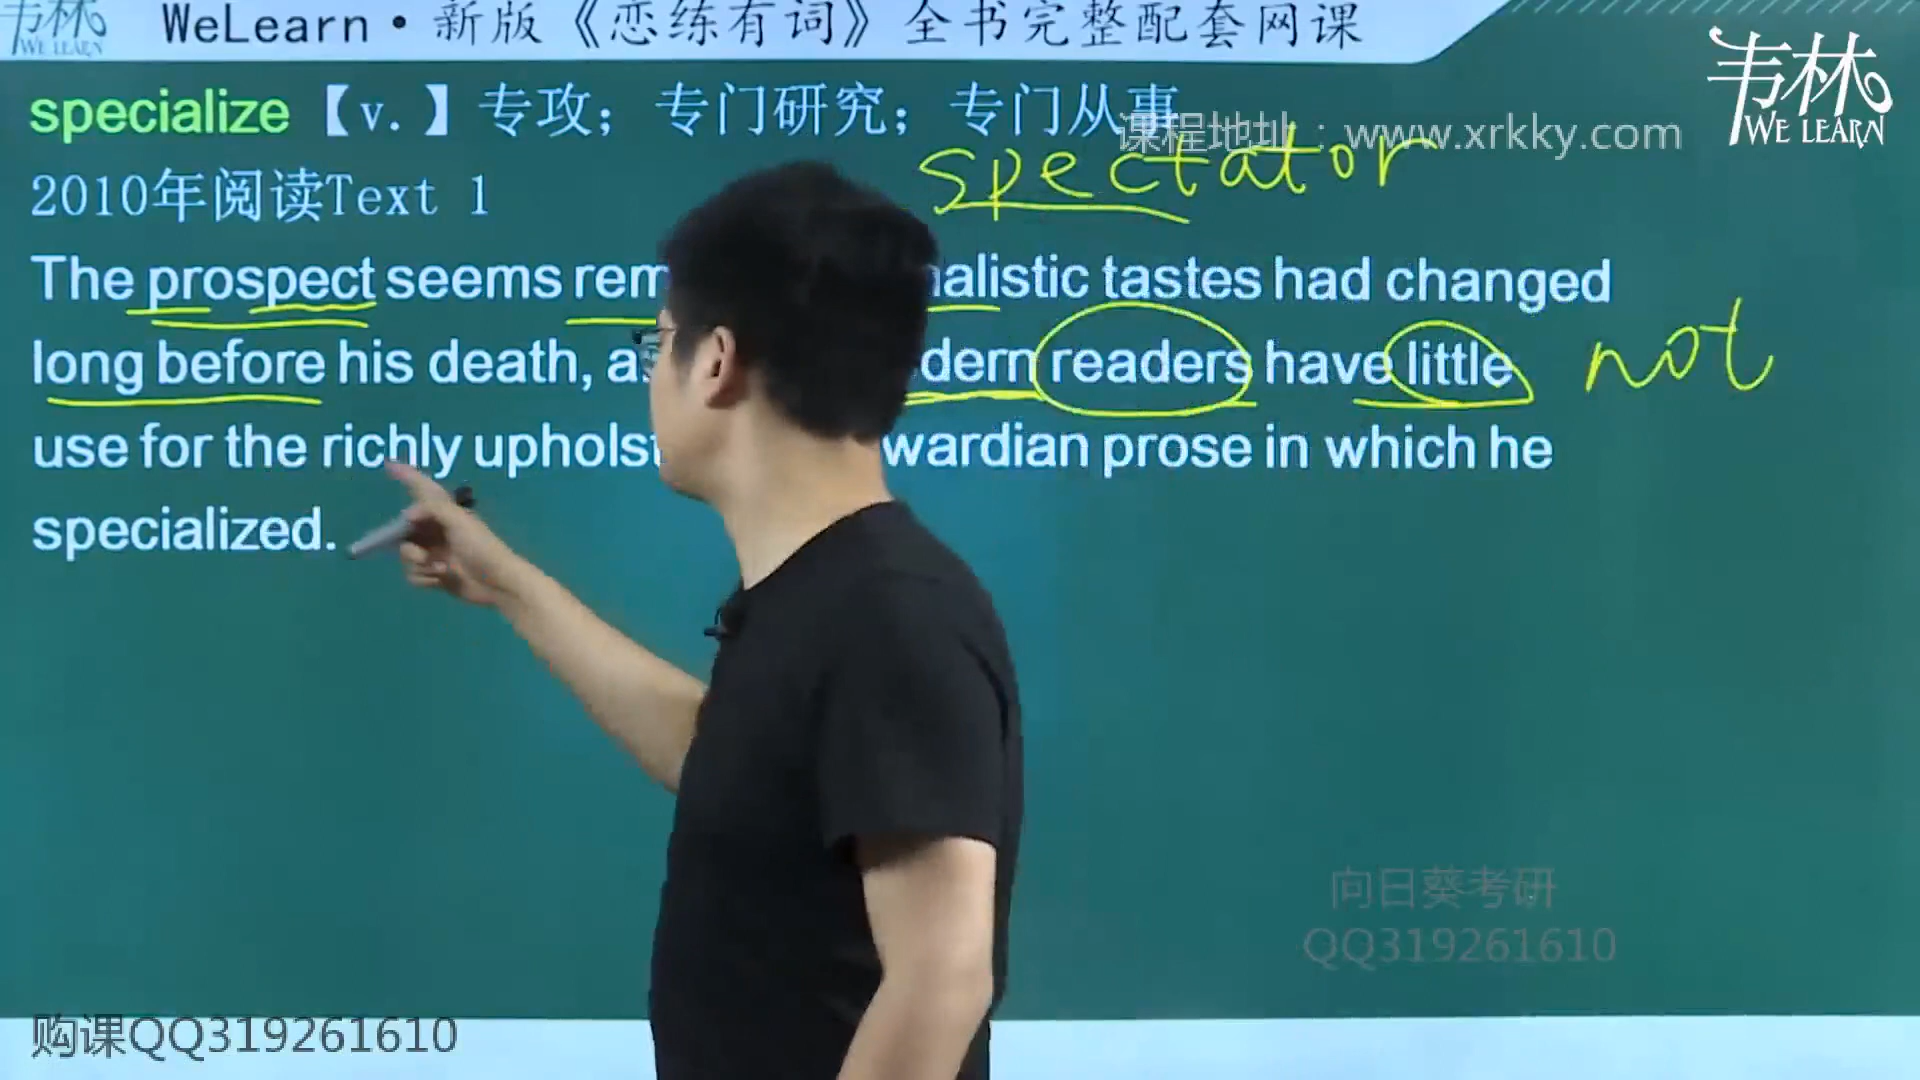 韦林
WE LEARN
WeLearn·新版《恋练有词》全书完整配套网课
韦林
WE LEARN
specialize【v.】专攻；专门研究；专门从事
课程地址：www.xrkky.com
spectator
2010年阅读Text 1
The prospect seems rem alistic tastes had changed
long before his death, a dern readers have little not
use for the richly upholst wardian prose in which he
specialized.
向日葵考研
QQ319261610
购课QQ319261610